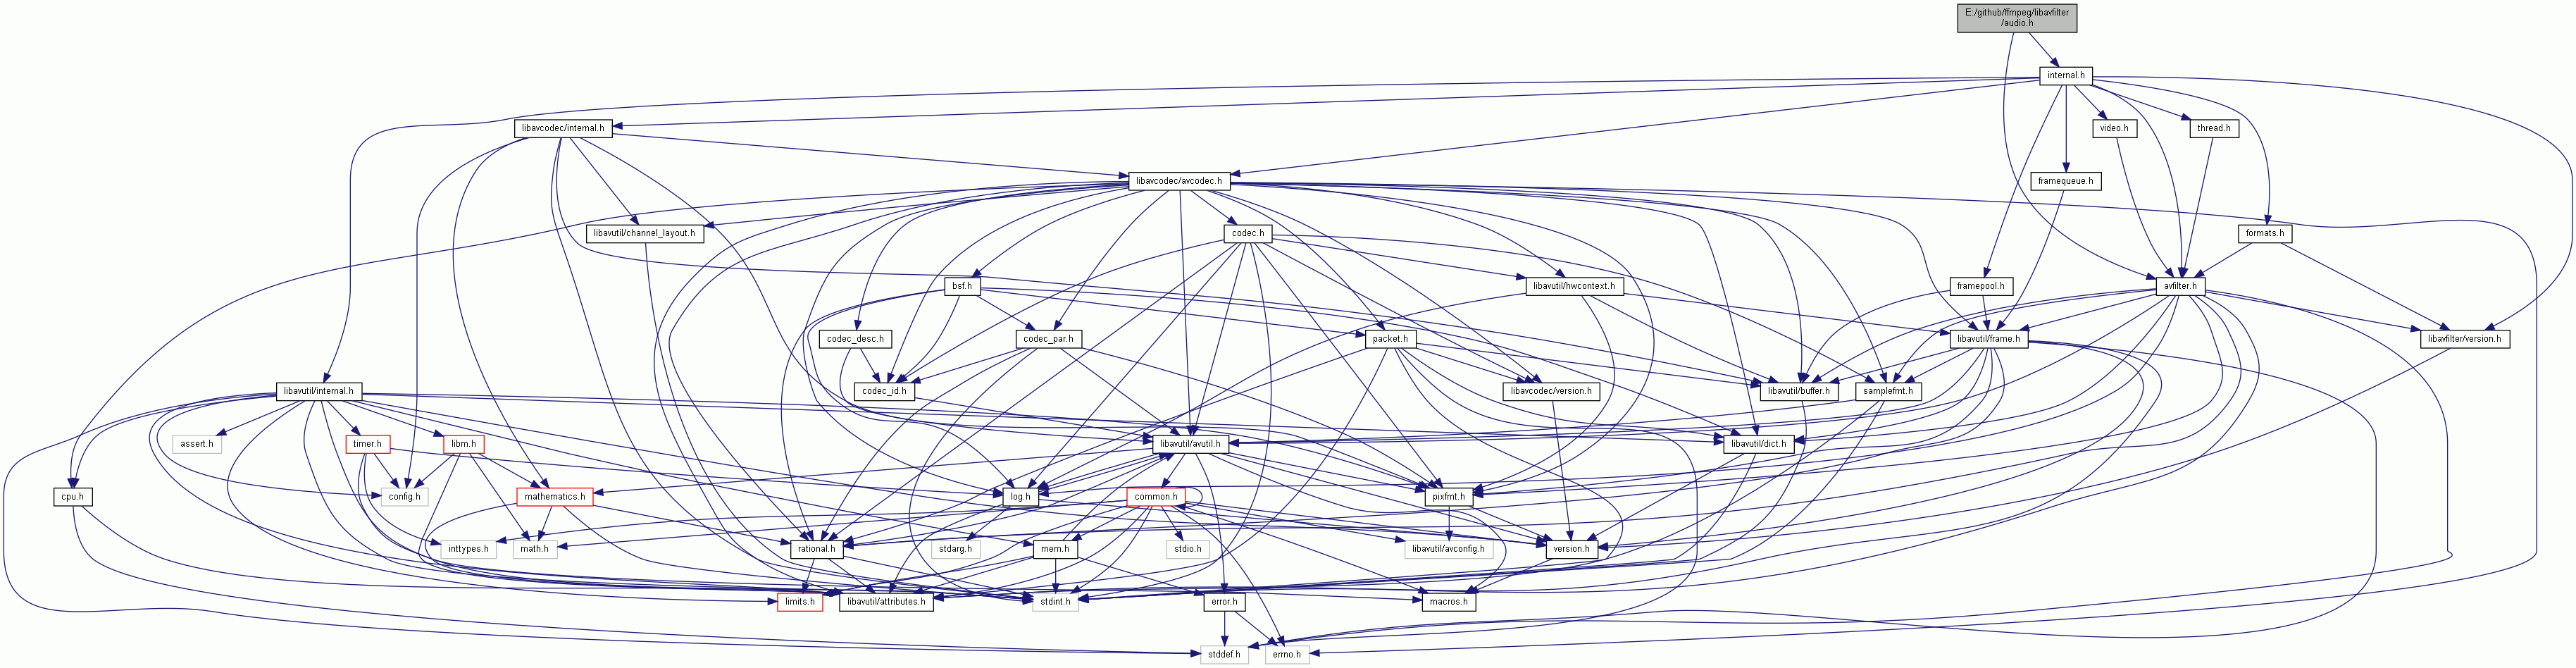 E:/github/ffmpeg/libavfilter
/audio.h
internal.h
libavcodec/internal.h
video.h
thread.h
libavcodec/avcodec.h
framequeue.h
libavutil/channel_layout.h
codec.h
formats.h
bsf.h
libavutil/hwcontext.h
framepool.h
avfilter.h
codec_desc.h
codec_par.h
packet.h
libavutil/frame.h
libavfilter/version.h
libavutil/internal.h
codec_id.h
libavcodec/version.h
libavutil/buffer.h
samplefmt.h
assert.h
timer.h
libm.h
libavutil/avutil.h
libavutil/dict.h
cpu.h
config.h
mathematics.h
log.h
common.h
pixfmt.h
inttypes.h
math.h
rational.h
stdarg.h
mem.h
stdio.h
libavutil/avconfig.h
version.h
limits.h
libavutil/attributes.h
stdint.h
error.h
macros.h
stddef.h
errno.h